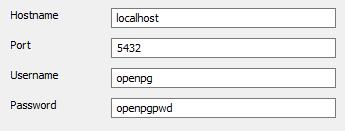 Hostname localhost
Port 5432
Username openpg
Password openpgpwd